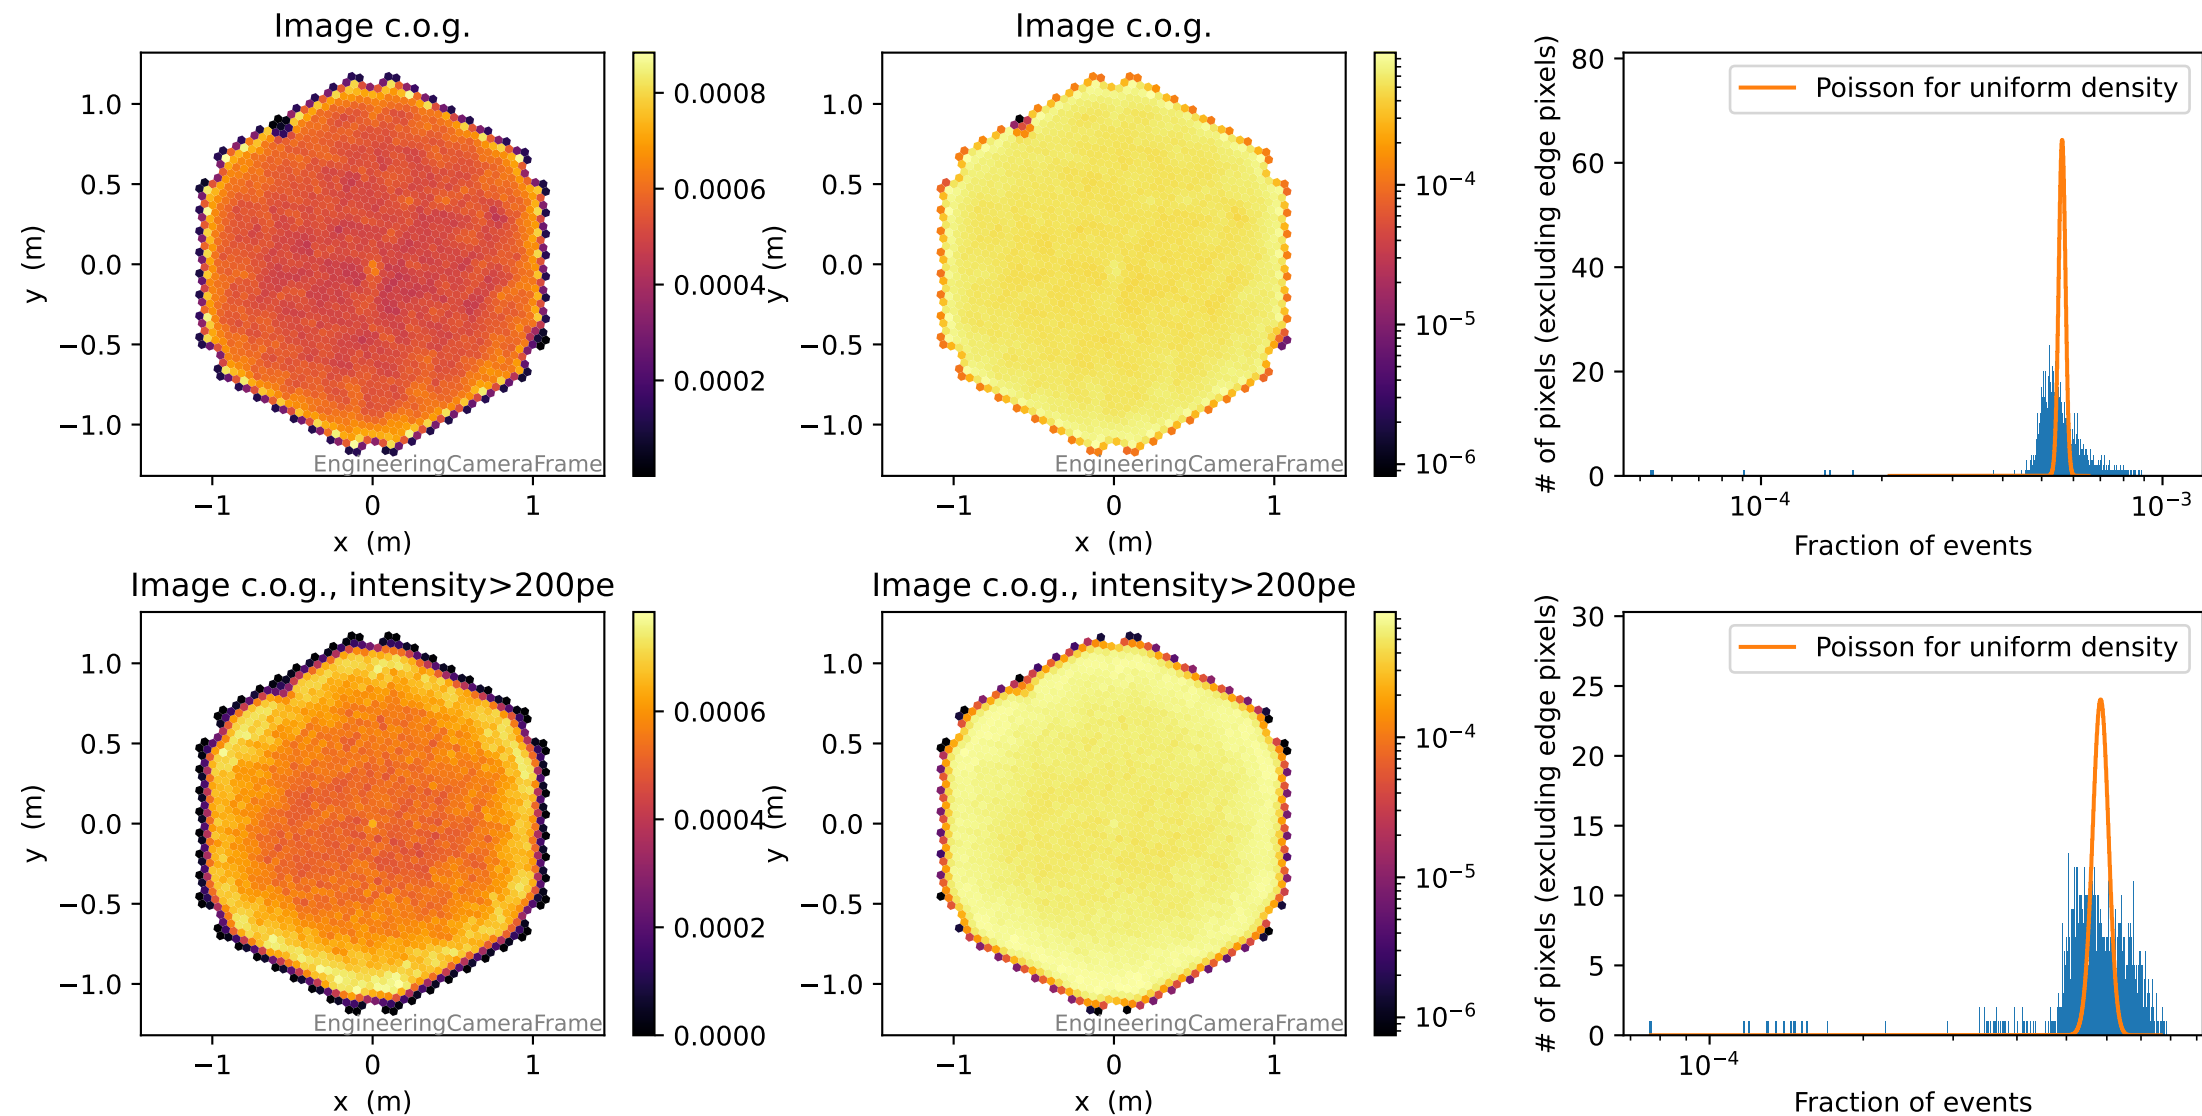 Image c.o.g.
1.0
0.5
0.0
−0.5
−1.0
y (m)
−1
0
1
x (m)
EngineeringCameraFrame
0.0008
0.0006
0.0004
0.0002
Image c.o.g.
1.0
0.5
0.0
−0.5
−1.0
y (m)
−1
0
1
x (m)
EngineeringCameraFrame
10⁻⁴
10⁻⁵
10⁻⁶
# of pixels (excluding edge pixels)
80
60
40
20
0
Poisson for uniform density
10⁻⁴
10⁻³
Fraction of events
Image c.o.g., intensity>200pe
1.0
0.5
0.0
−0.5
−1.0
y (m)
−1
0
1
x (m)
EngineeringCameraFrame
0.0006
0.0004
0.0002
0.0000
Image c.o.g., intensity>200pe
1.0
0.5
0.0
−0.5
−1.0
y (m)
−1
0
1
x (m)
EngineeringCameraFrame
10⁻⁴
10⁻⁵
10⁻⁶
# of pixels (excluding edge pixels)
30
25
20
15
10
5
0
Poisson for uniform density
10⁻⁴
Fraction of events